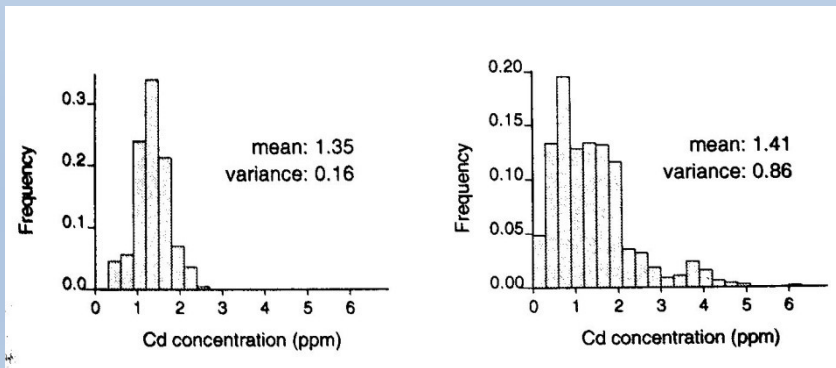 0.3
0.2
0.1
0.0
Frequency
mean: 1.35
variance: 0.16
0 1 2 3 4 5 6
Cd concentration (ppm)
0.20
0.15
0.10
0.05
0.00
Frequency
mean: 1.41
variance: 0.86
0 1 2 3 4 5 6
Cd concentration (ppm)